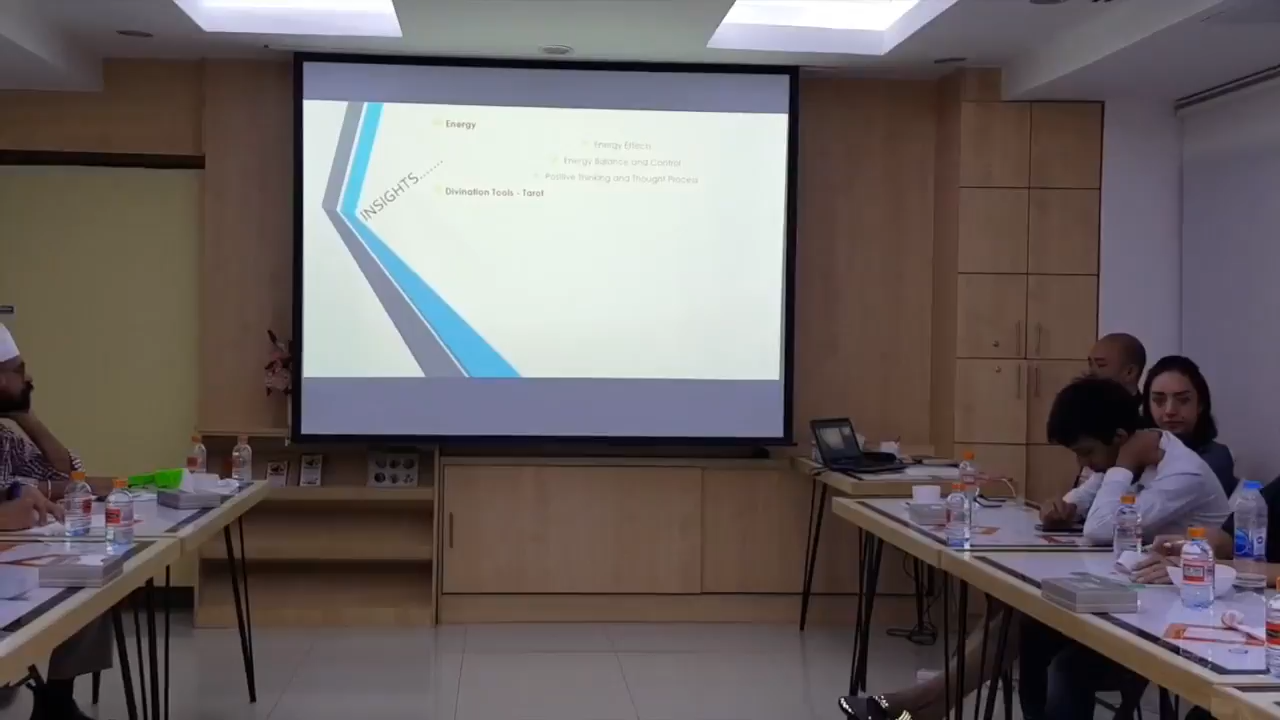 Energy
Energy Effects
Energy Balance and Control
Positive Thinking and Thought Process
INSIGHTS.......
Divination Tools - Tarot